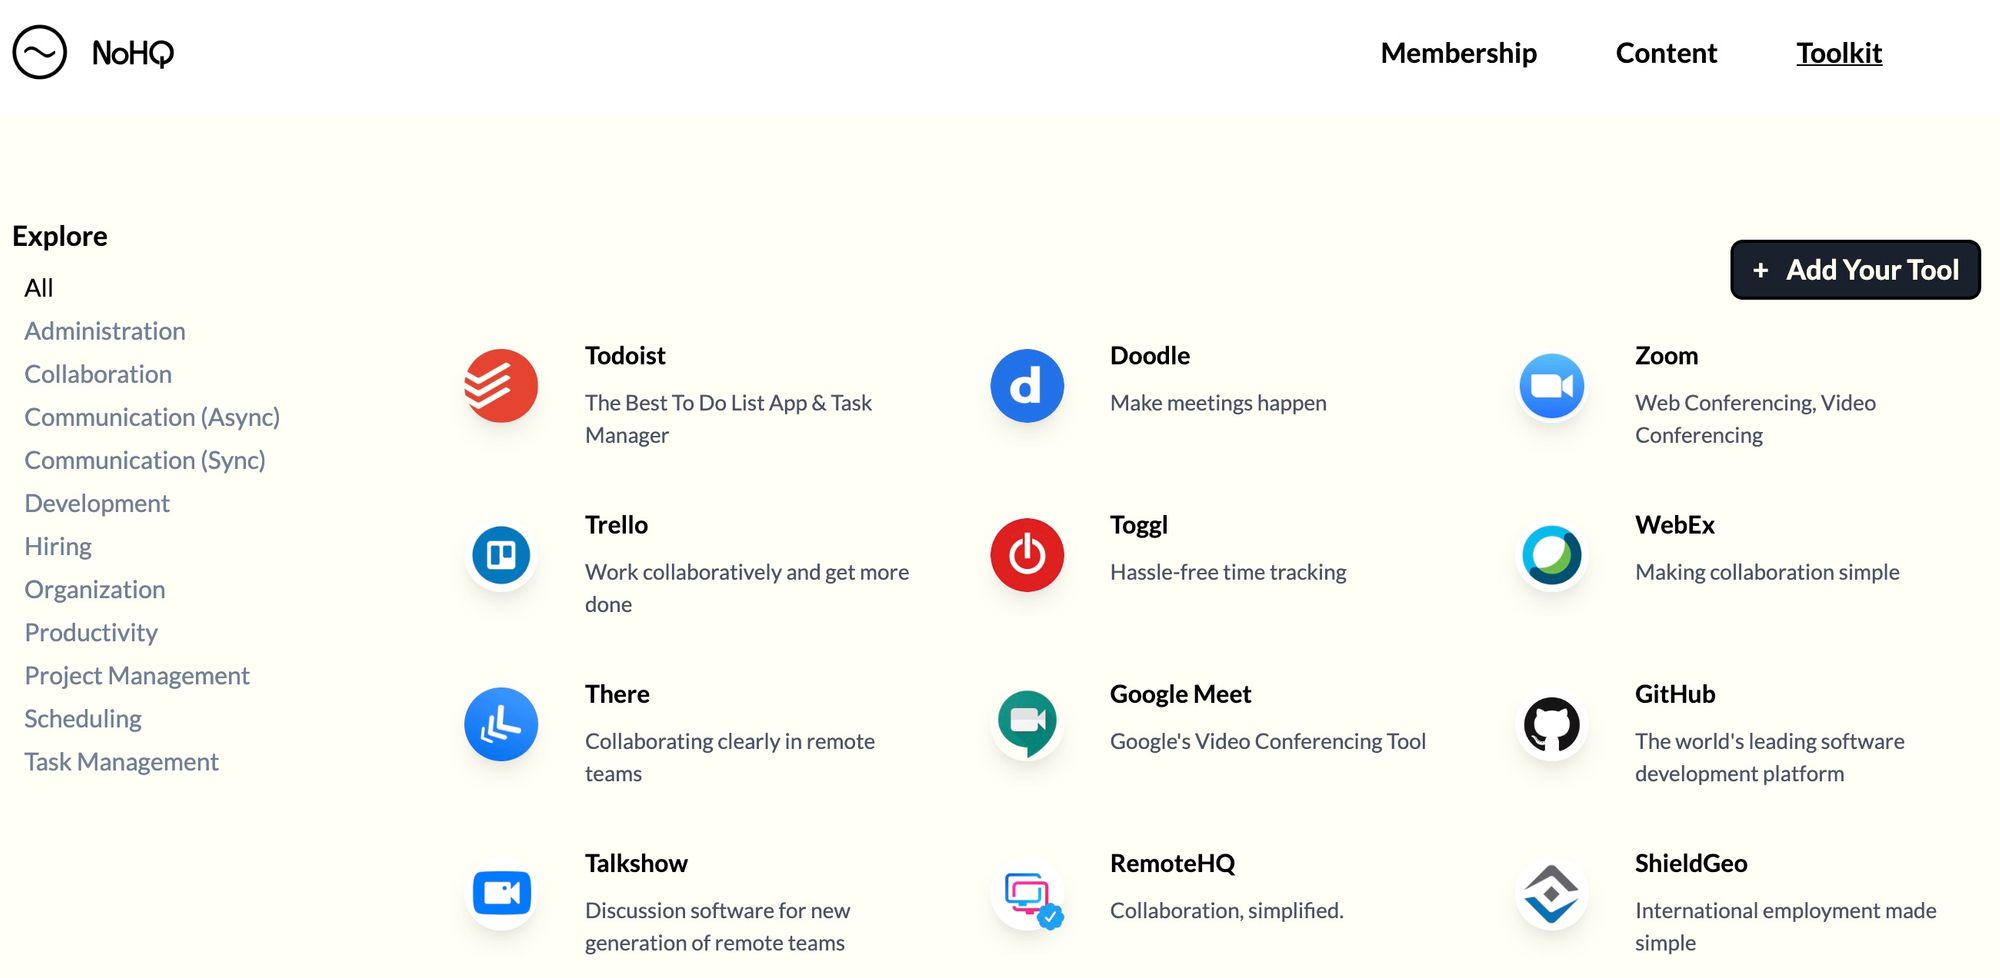 NoHQ
Membership
Content
Toolkit
Explore
All
Administration
Collaboration
Communication (Async)
Communication (Sync)
Development
Hiring
Organization
Productivity
Project Management
Scheduling
Task Management
+ Add Your Tool
Todoist
The Best To Do List App & Task
Manager
Doodle
Make meetings happen
Zoom
Web Conferencing, Video
Conferencing
Trello
Work collaboratively and get more
done
Toggl
Hassle-free time tracking
WebEx
Making collaboration simple
There
Collaborating clearly in remote
teams
Google Meet
Google's Video Conferencing Tool
GitHub
The world's leading software
development platform
Talkshow
Discussion software for new
generation of remote teams
RemoteHQ
Collaboration, simplified.
ShieldGeo
International employment made
simple